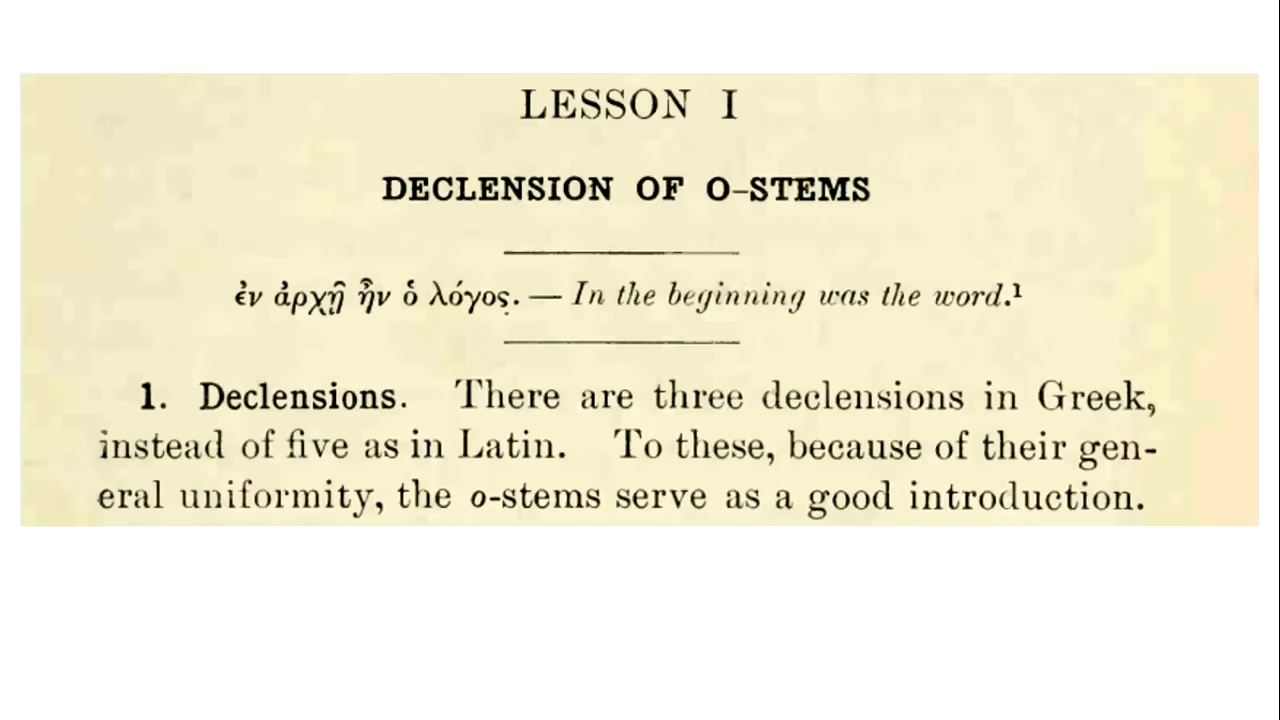 LESSON I
DECLENSION OF O–STEMS
ἐν ἀρχῇ ἦν ὁ λόγος. — In the beginning was the word.¹
1. Declensions. There are three declensions in Greek,
instead of five as in Latin. To these, because of their gen-
eral uniformity, the o-stems serve as a good introduction.